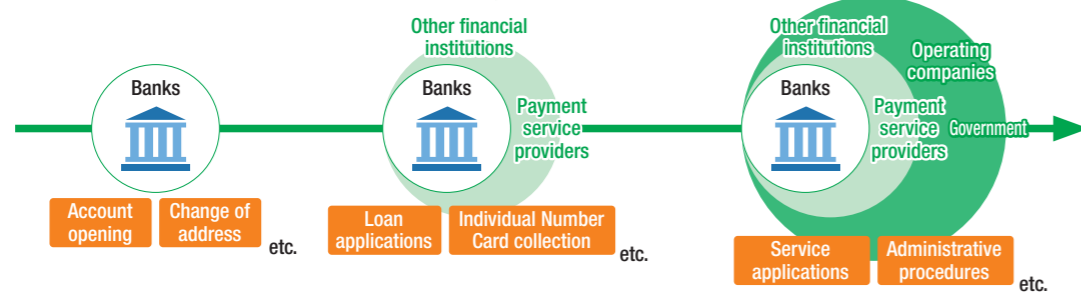 Banks
Account
opening
Change of
address
etc.
Other financial
institutions
Banks
Payment
service
providers
Loan
applications
Individual Number
Card collection
etc.
Other financial
institutions
Operating
companies
Banks
Payment
service
providers
Government
Service
applications
Administrative
procedures
etc.